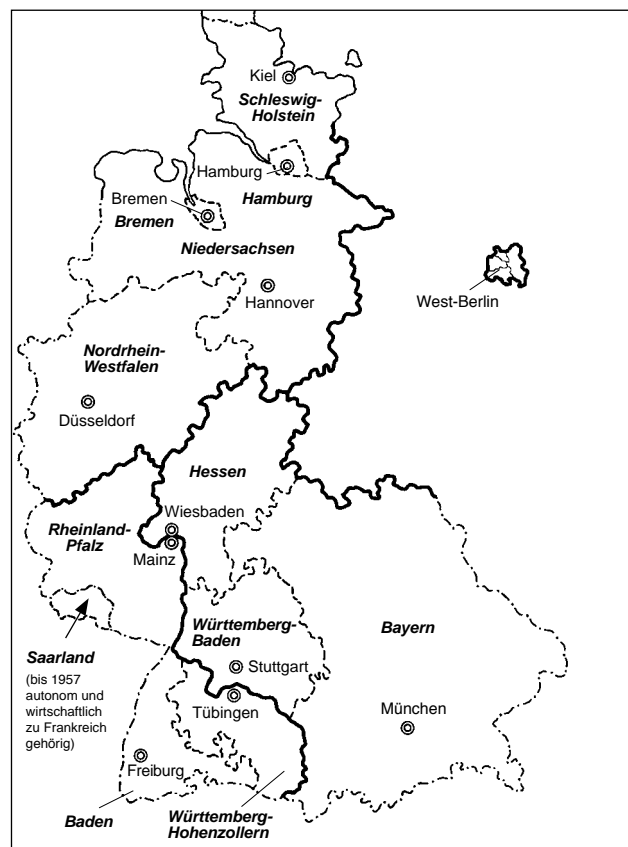 Kiel
Schleswig-
Holstein
Hamburg
Hamburg
Bremen
Bremen
Niedersachsen
Hannover
West-Berlin
Nordrhein-
Westfalen
Düsseldorf
Hessen
Wiesbaden
Rheinland-
Pfalz
Mainz
Saarland
(bis 1957
autonom und
wirtschaftlich
zu Frankreich
gehörig)
Württemberg-
Baden
Stuttgart
Bayern
Tübingen
München
Freiburg
Baden
Württemberg-
Hohenzollern